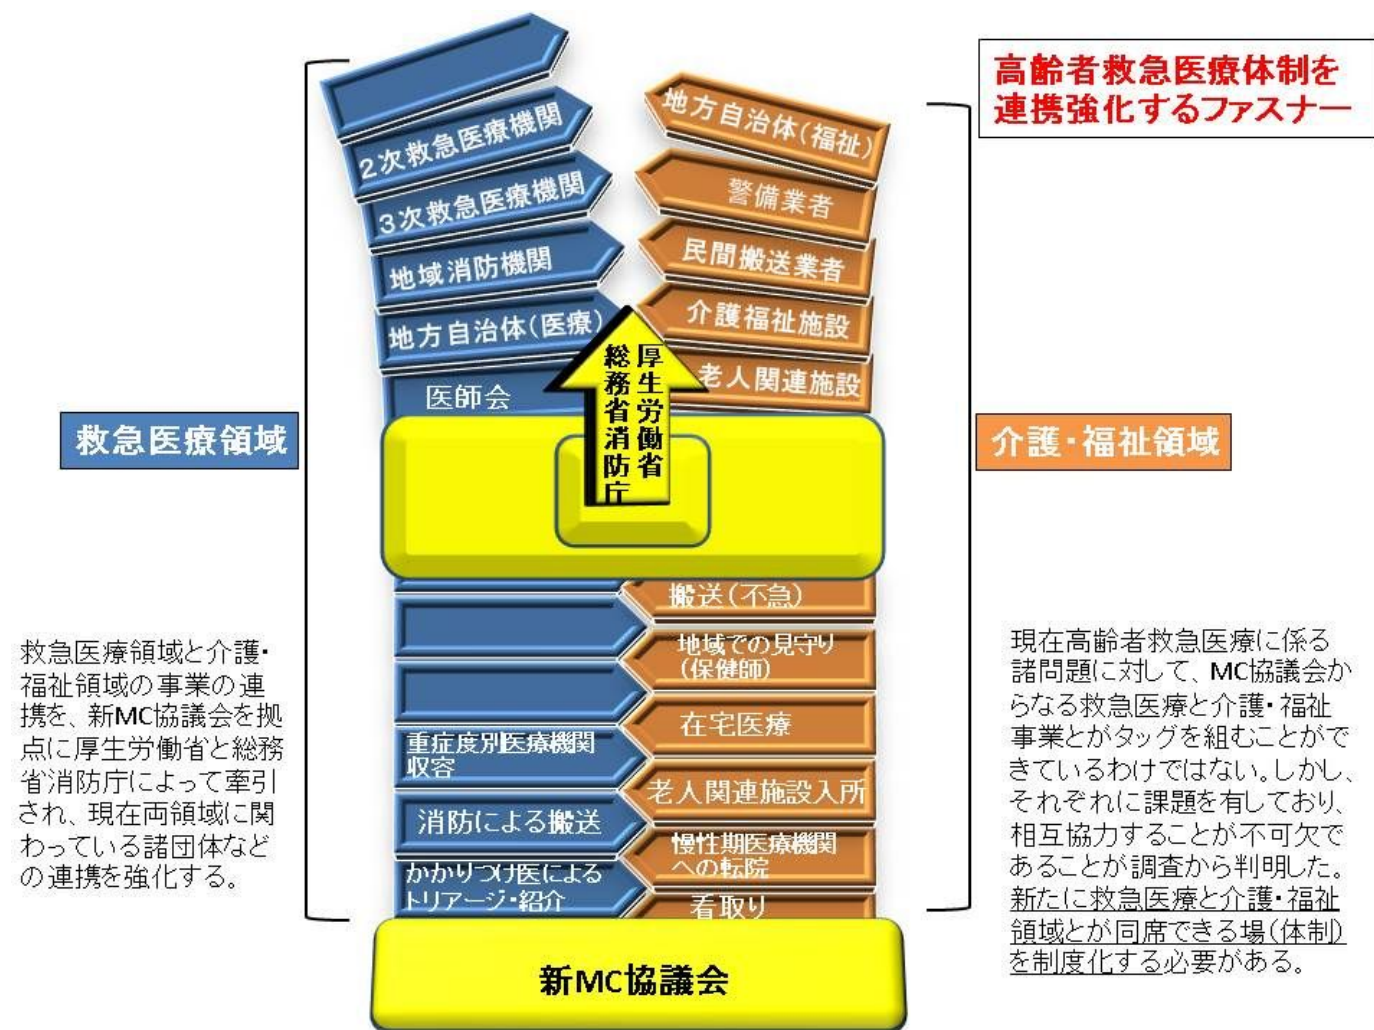 高齢者救急医療体制を
連携強化するファスナー
2次救急医療機関
3次救急医療機関
地域消防機関
地方自治体(医療)
医師会
地方自治体(福祉)
警備業者
民間搬送業者
介護福祉施設
老人関連施設
厚生労働省
総務省消防庁
救急医療領域
介護・福祉領域
搬送(不急)
地域での見守り
(保健師)
在宅医療
重症度別医療機関
収容
老人関連施設入所
消防による搬送
慢性期医療機関
への転院
かかりつけ医による
トリアージ・紹介
看取り
新MC協議会
救急医療領域と介護・
福祉領域の事業の連
携を、新MC協議会を拠
点に厚生労働省と総務
省消防庁によって牽引
され、現在両領域に関
わっている諸団体など
の連携を強化する。
現在高齢者救急医療に係る
諸問題に対して、MC協議会か
らなる救急医療と介護・福祉
事業とがタッグを組むことがで
きているわけではない。しかし、
それぞれに課題を有しており、
相互協力することが不可欠で
あることが調査から判明した。
新たに救急医療と介護・福祉
領域とが同席できる場(体制)
を制度化する必要がある。